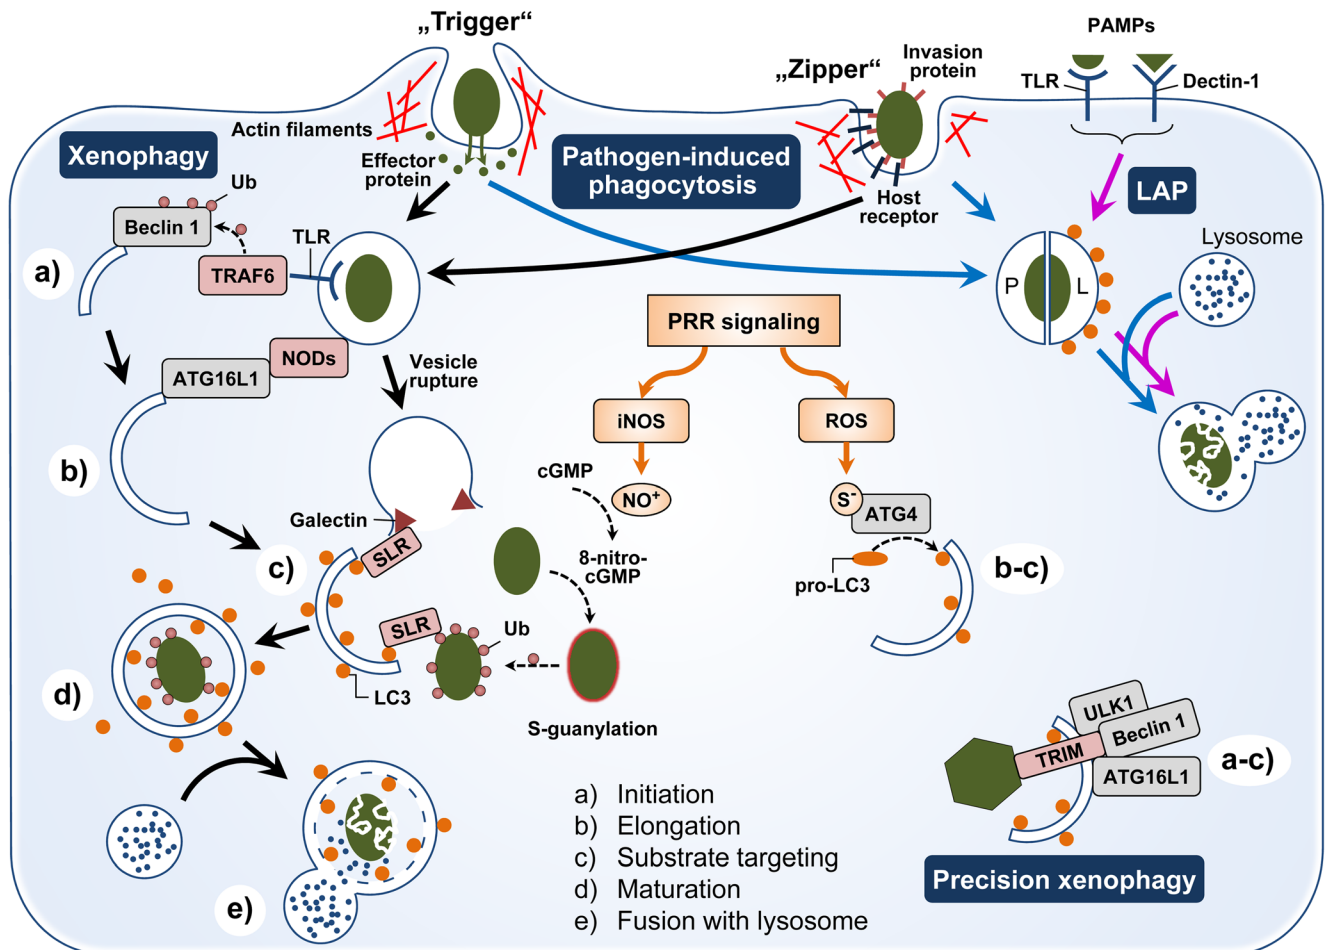 „Trigger“
PAMPs
„Zipper“
Invasion
protein
TLR
Dectin-1
Actin filaments
Xenophagy
Effector
protein
Pathogen-induced
phagocytosis
Host
receptor
LAP
Ub
Beclin 1
TLR
Lysosome
a)
TRAF6
P
L
PRR signaling
NODs
ATG16L1
Vesicle
rupture
iNOS
ROS
b)
cGMP
NO+
S-
ATG4
Galectin
SLR
c)
8-nitro-
cGMP
pro-LC3
b-c)
SLR
Ub
d)
LC3
S-guanylation
ULK1
Beclin 1
TRIM
ATG16L1
a-c)
a) Initiation
b) Elongation
c) Substrate targeting
d) Maturation
e) Fusion with lysosome
Precision xenophagy
e)